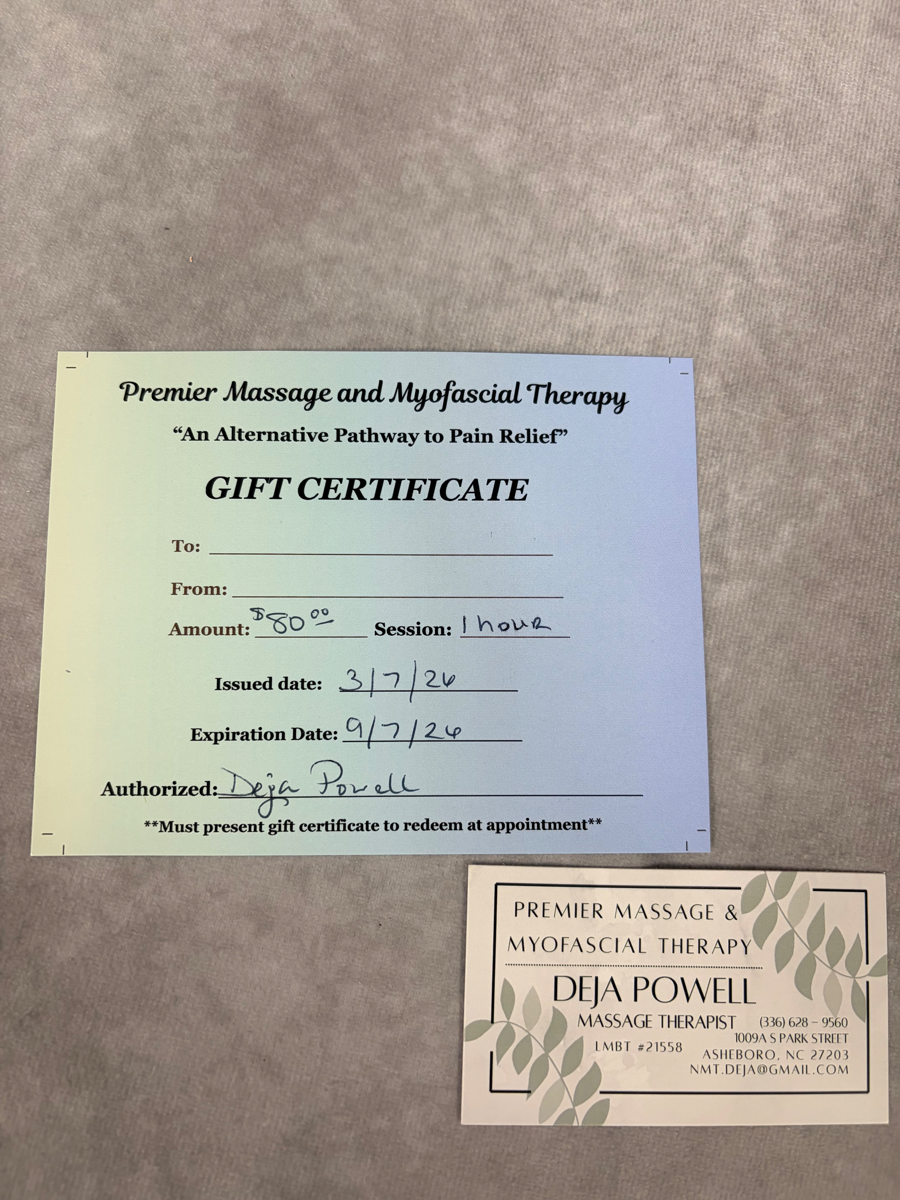 Premier Massage and Myofascial Therapy
“An Alternative Pathway to Pain Relief”
GIFT CERTIFICATE
To:
From:
Amount: $80.00 Session: 1 hour
Issued date: 3/7/26
Expiration Date: 9/7/26
Authorized: Deja Powell
**Must present gift certificate to redeem at appointment**
PREMIER MASSAGE &
MYOFASCIAL THERAPY
DEJA POWELL
MASSAGE THERAPIST (336) 628 – 9560
LMBT #21558 1009A S PARK STREET
ASHEBORO, NC 27203
NMT.DEJA@GMAIL.COM